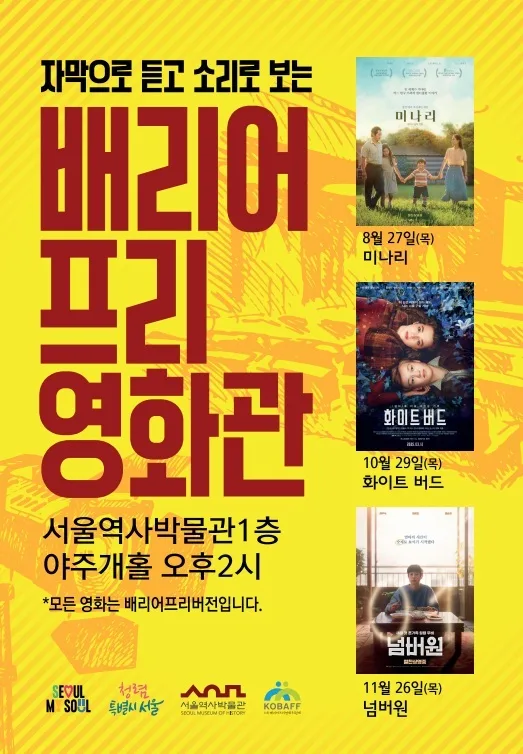 자막으로 듣고 소리로 보는
배리어
프리
영화관
서울역사박물관1층
야주개홀 오후2시
*모든 영화는 배리어프리버전입니다.
미나리
8월 27일(목)
미나리
화이트 버드
10월 29일(목)
화이트 버드
넘버원
11월 26일(목)
넘버원
SEOUL
MY SOUL
청렴
특별시 서울
서울역사박물관
SEOUL MUSEUM OF HISTORY
KOBAFF